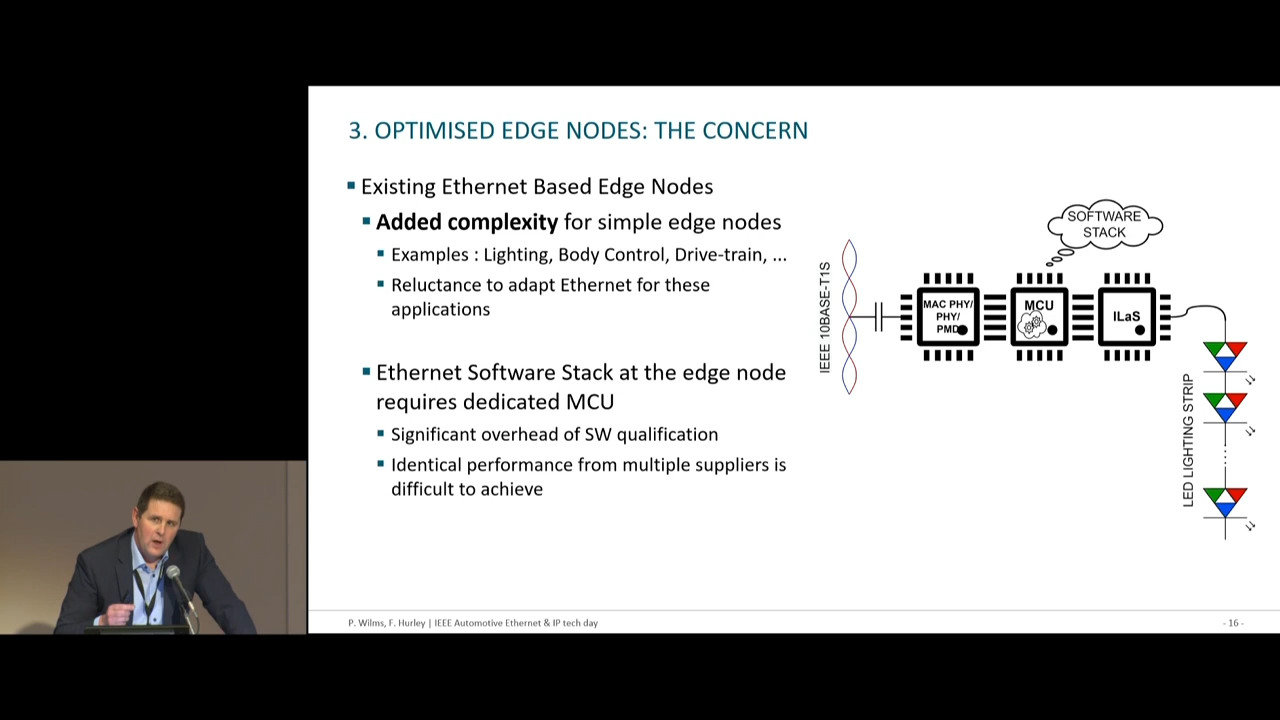 3. OPTIMISED EDGE NODES: THE CONCERN
Existing Ethernet Based Edge Nodes
Added complexity for simple edge nodes
Examples : Lighting, Body Control, Drive-train, ...
Reluctance to adapt Ethernet for these
applications
Ethernet Software Stack at the edge node
requires dedicated MCU
Significant overhead of SW qualification
Identical performance from multiple suppliers is
difficult to achieve
SOFTWARE
STACK
IEEE 10BASE-T1S
MAC PHY/
PHY/
PMD
MCU
ILaS
LED LIGHTING STRIP
P. Wilms, F. Hurley | IEEE Automotive Ethernet & IP tech day
- 16 -